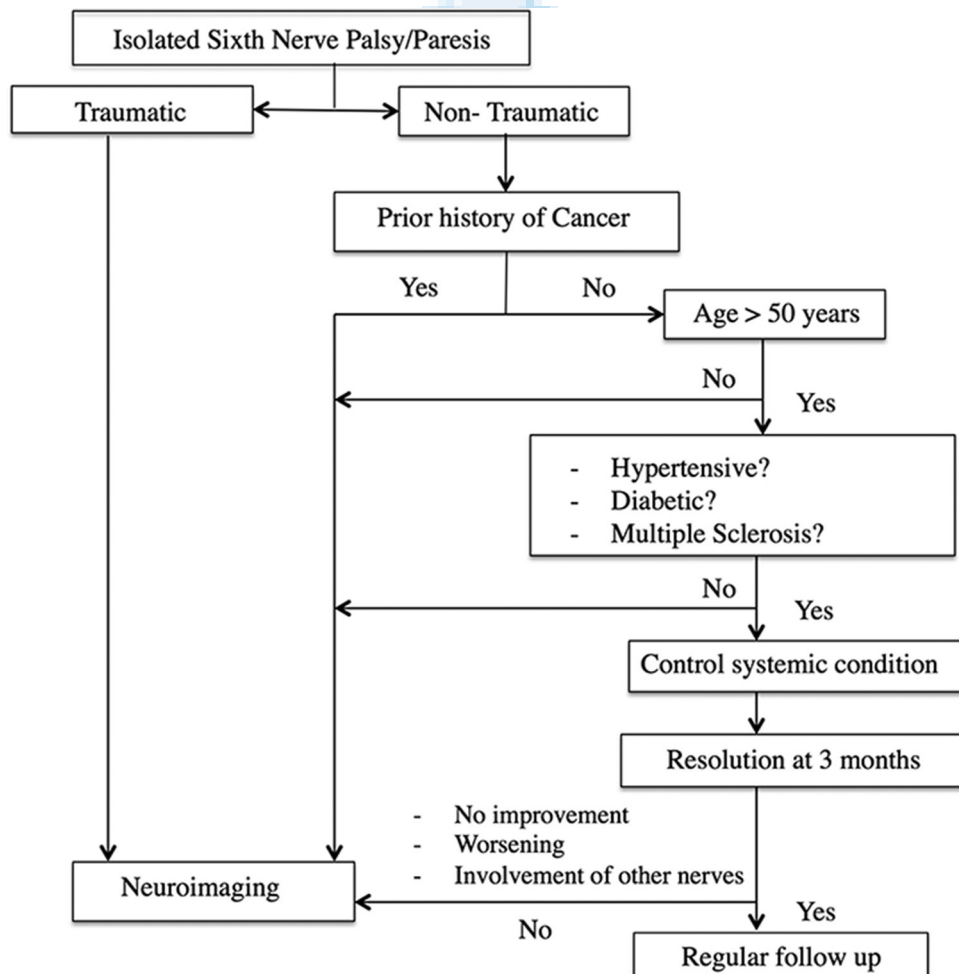 Isolated Sixth Nerve Palsy/Paresis
Traumatic
Non- Traumatic
Prior history of Cancer
Yes
No
Age > 50 years
No
Yes
- Hypertensive?
- Diabetic?
- Multiple Sclerosis?
No
Yes
Control systemic condition
Resolution at 3 months
- No improvement
- Worsening
- Involvement of other nerves
Neuroimaging
No
Yes
Regular follow up